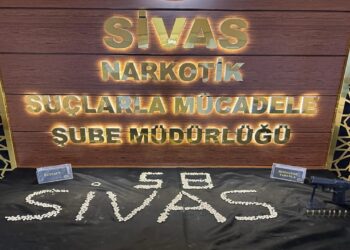 SİVAS
NARKOTİK
SUÇLARLA MÜCADELE
ŞUBE MÜDÜRLÜĞÜ
58
SİVAS